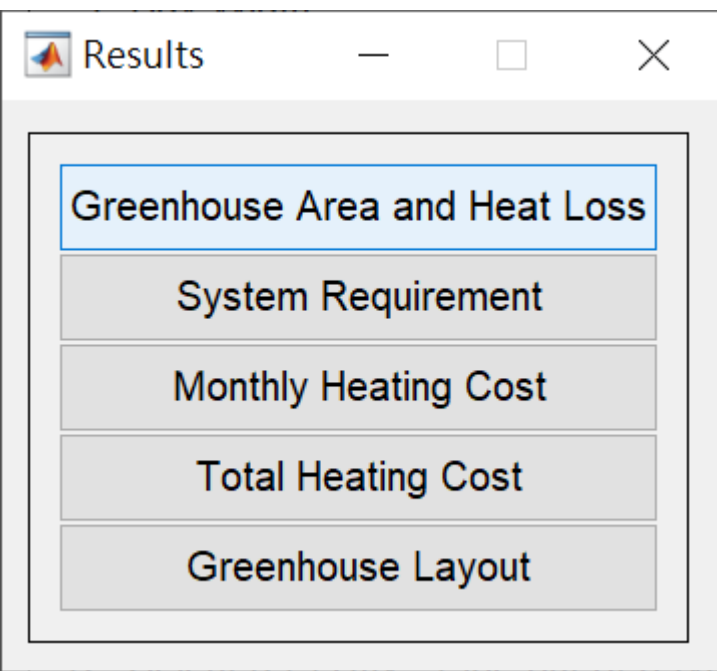 Results
Greenhouse Area and Heat Loss
System Requirement
Monthly Heating Cost
Total Heating Cost
Greenhouse Layout